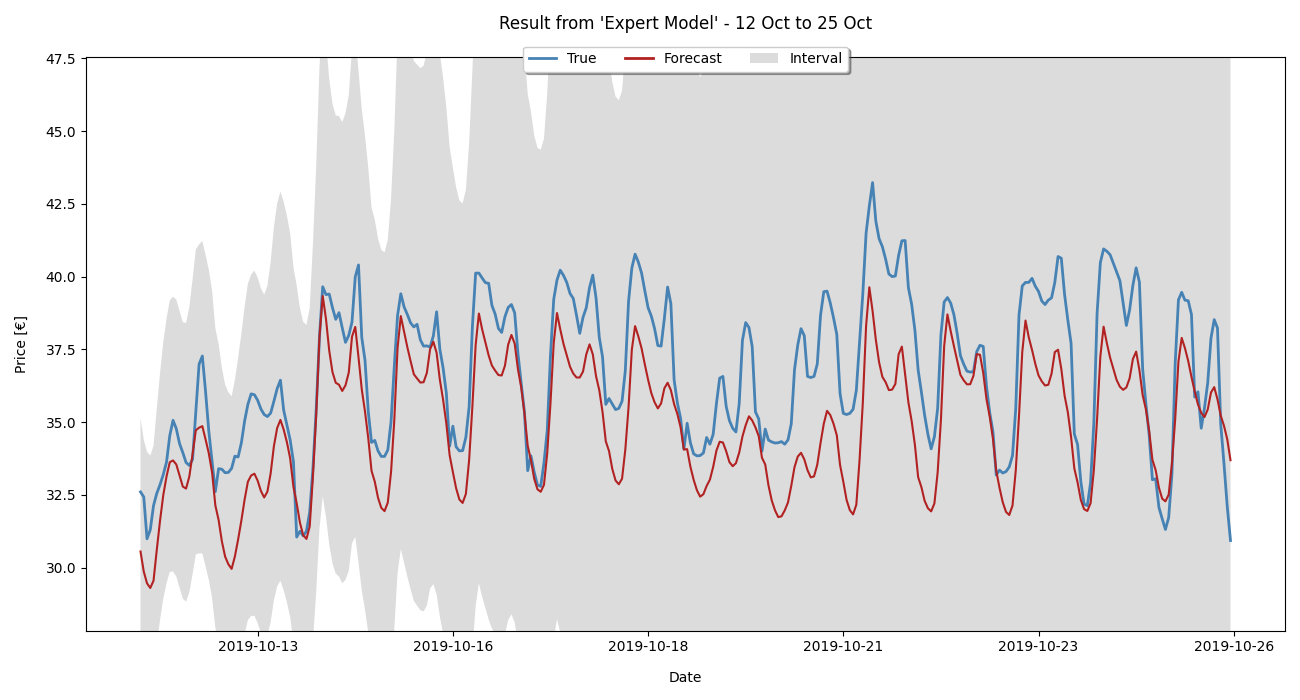 Result from 'Expert Model' - 12 Oct to 25 Oct
True Forecast Interval
47.5
45.0
42.5
40.0
37.5
35.0
32.5
30.0
Price [€]
2019-10-13 2019-10-16 2019-10-18 2019-10-21 2019-10-23 2019-10-26
Date